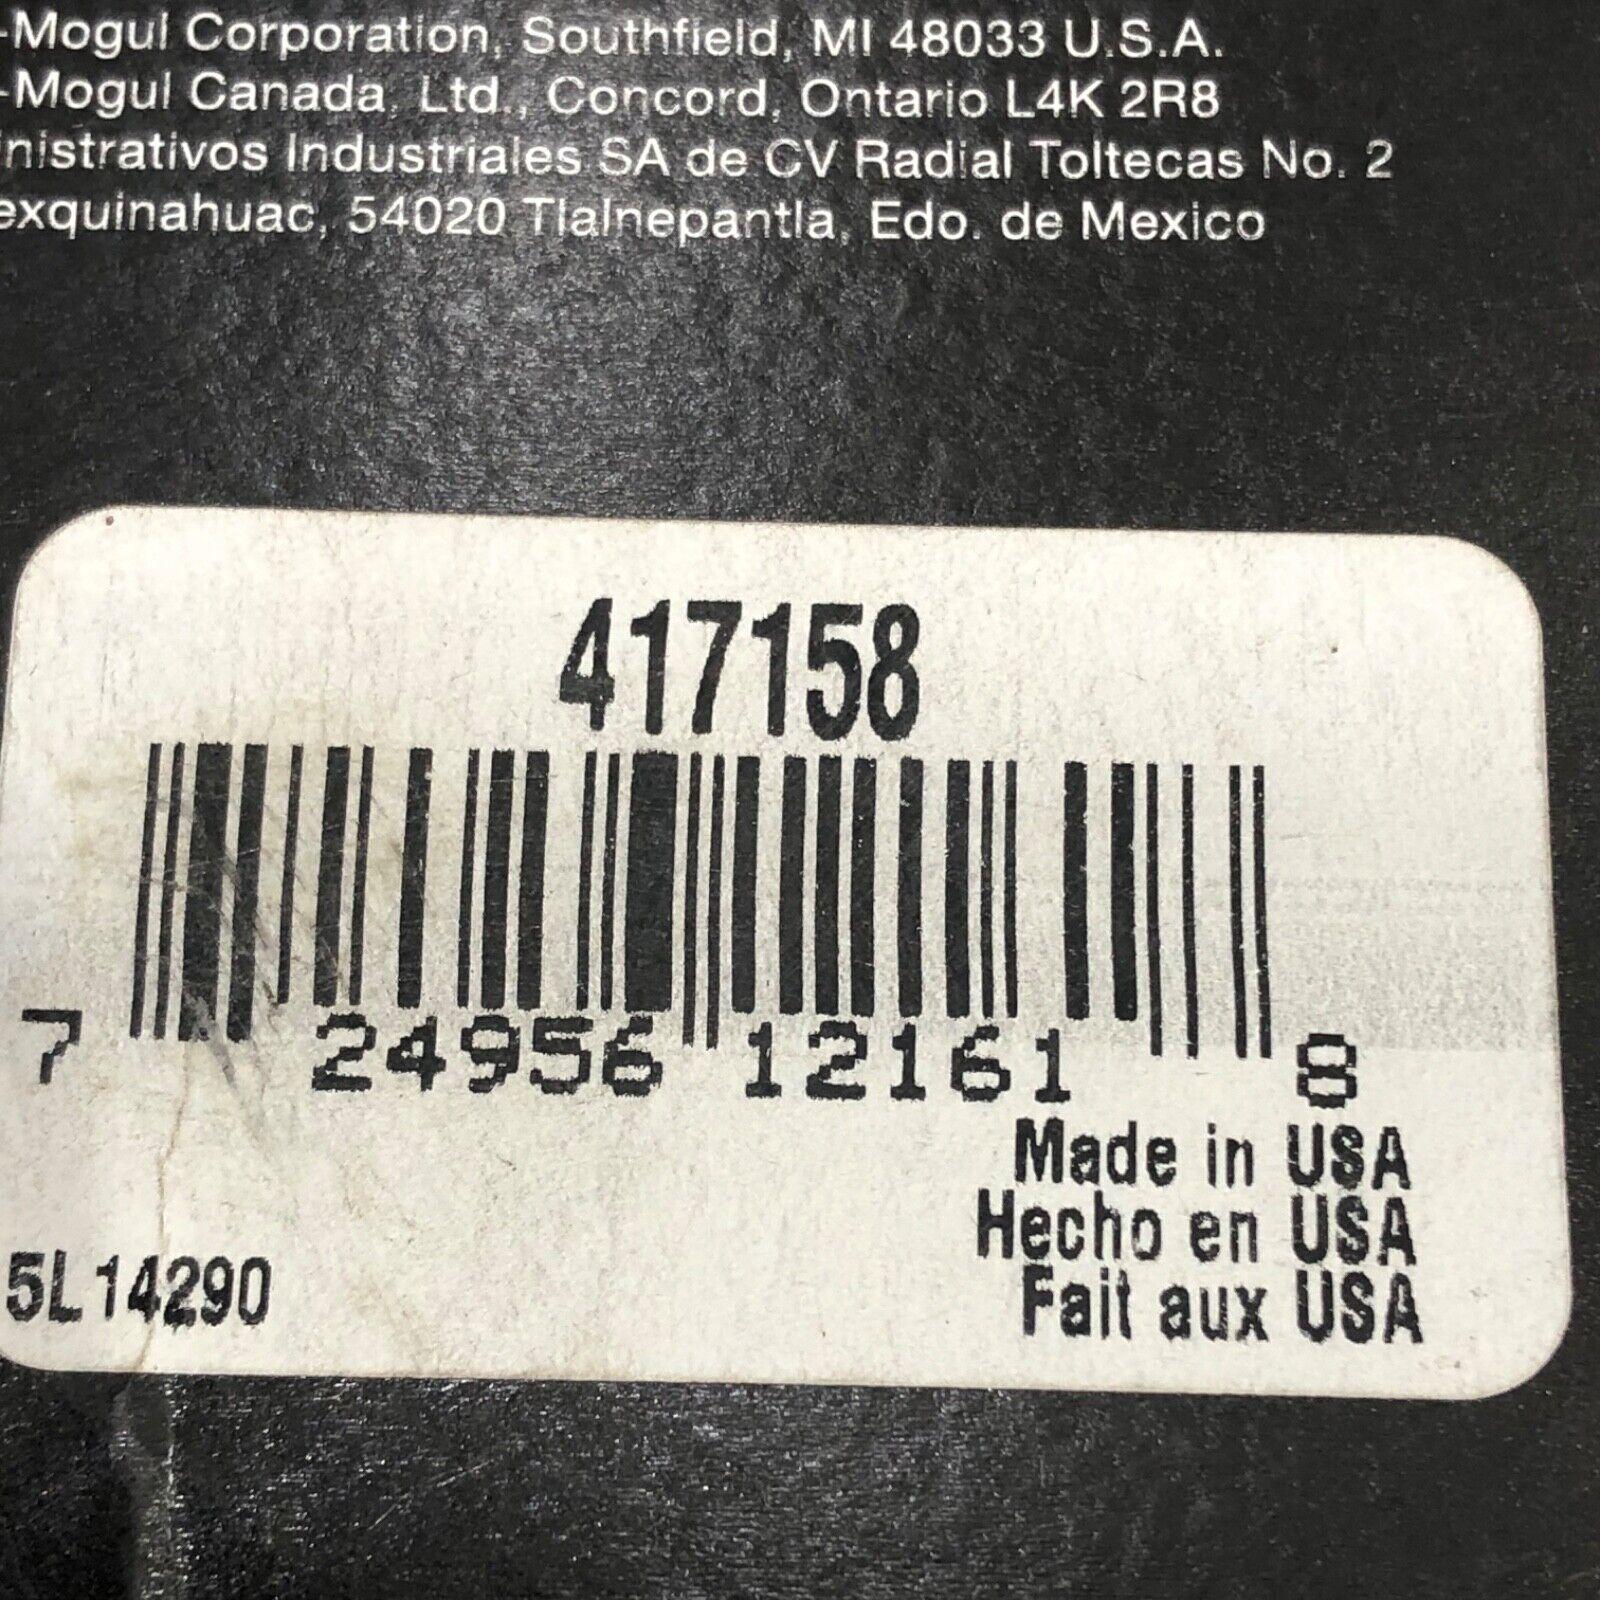 -Mogul Corporation, Southfield, MI 48033 U.S.A.
-Mogul Canada, Ltd., Concord, Ontario L4K 2R8
inistrativos Industriales SA de CV Radial Toltecas No. 2
exquinahuac, 54020 Tlalnepantla, Edo. de Mexico
417158
7 24956 12161 8
Made in USA
Hecho en USA
5L14290
Fait aux USA